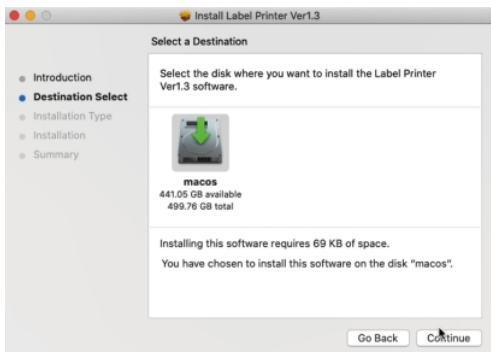 Install Label Printer Ver1.3
Select a Destination
Introduction
Destination Select
Installation Type
Installation
Summary
Select the disk where you want to install the Label Printer
Ver1.3 software.
macos
441.05 GB available
499.76 GB total
Installing this software requires 69 KB of space.
You have chosen to install this software on the disk “macos”.
Go Back
Continue